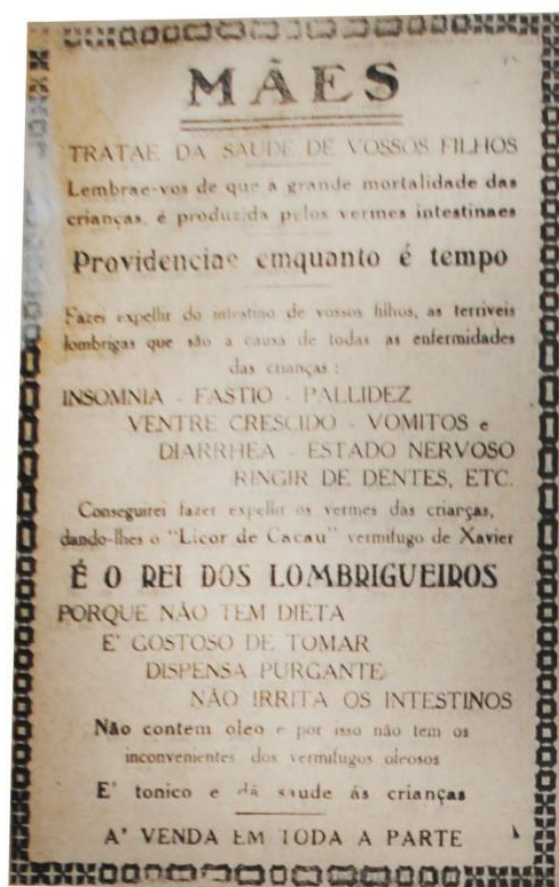 MÃES
TRATAE DA SAUDE DE VOSSOS FILHOS
Lembrae-vos de que a grande mortalidade das
crianças, é produzida pelos vermes intestinaes
Providenciae emquanto é tempo
Fazei expellir do intestino de vossos filhos, as terriveis
lombrigas que são a causa de todas as enfermidades
das crianças :
INSOMNIA - FASTIO - PALLIDEZ
VENTRE CRESCIDO - VOMITOS e
DIARRHEA - ESTADO NERVOSO
RINGIR DE DENTES, ETC.
Conseguirei fazer expellir os vermes das crianças,
dando-lhes o "Licor de Cacau" vermifugo de Xavier
É O REI DOS LOMBRIGUEIROS
PORQUE NÃO TEM DIETA
E' GOSTOSO DE TOMAR
DISPENSA PURGANTE
NÃO IRRITA OS INTESTINOS
Não contem oleo e por isso não tem os
inconvenientes dos vermifugos oleosos
E' tonico e dá saude ás crianças
A' VENDA EM TODA A PARTE